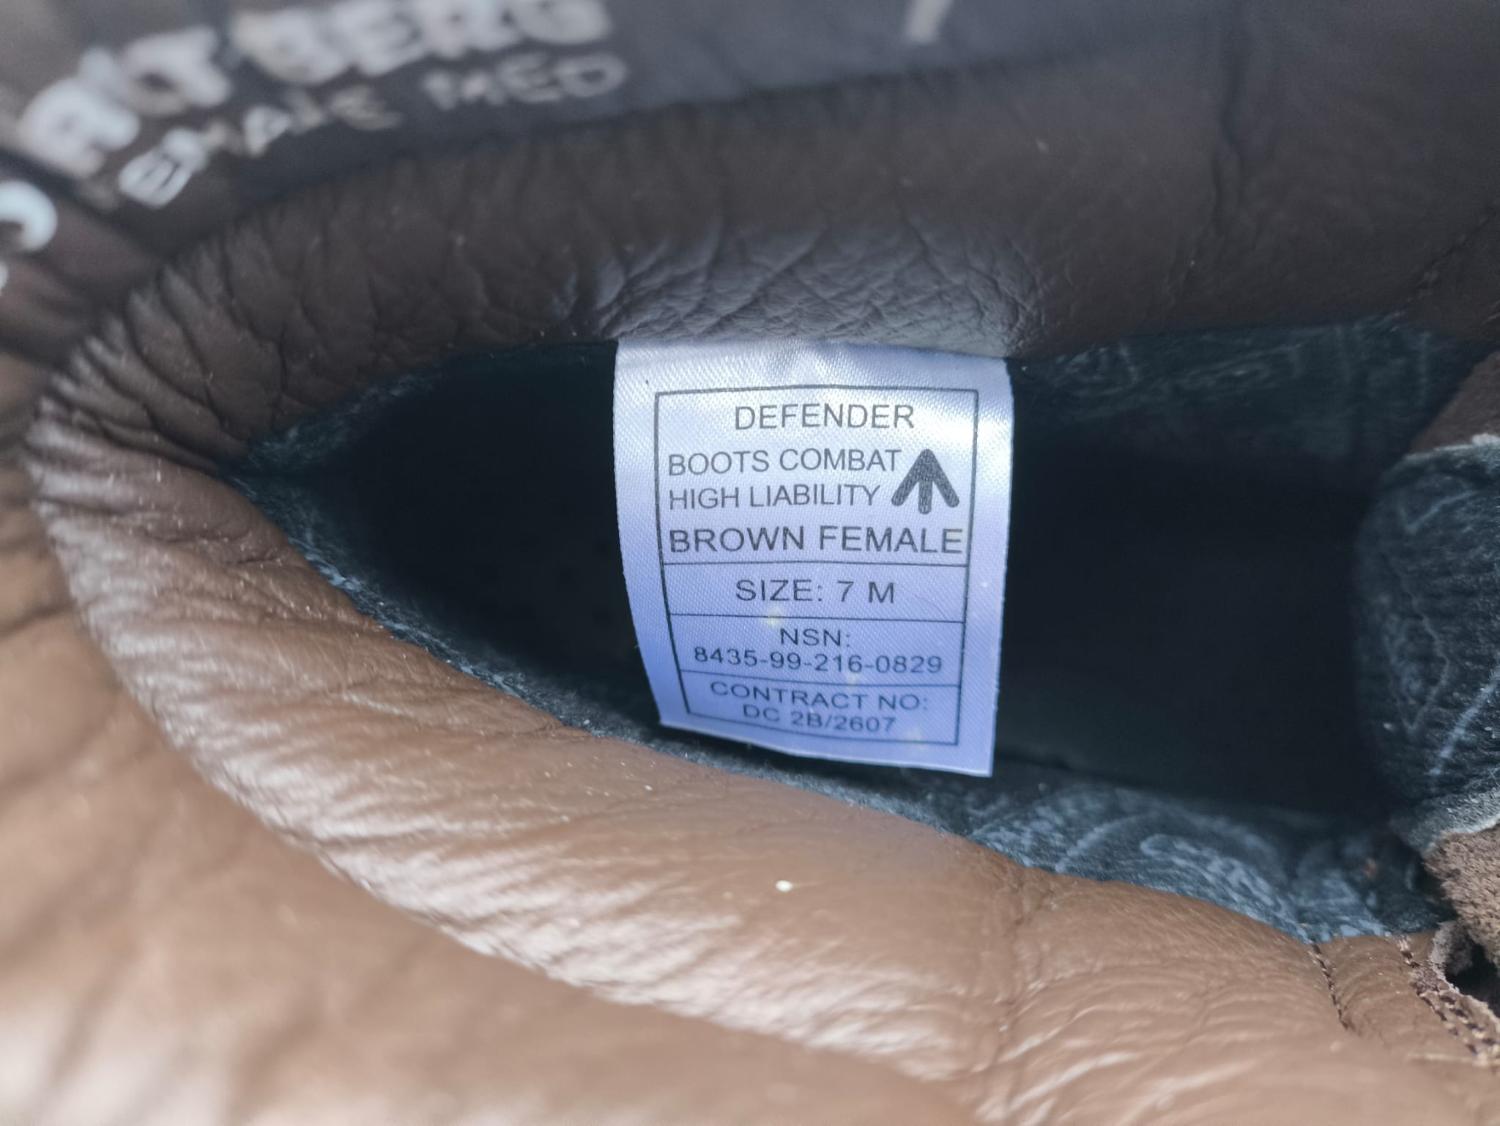 MED
DEFENDER
BOOTS COMBAT
HIGH LIABILITY
BROWN FEMALE
SIZE: 7 M
NSN:
8435-99-216-0829
CONTRACT NO:
DC 2B/2607